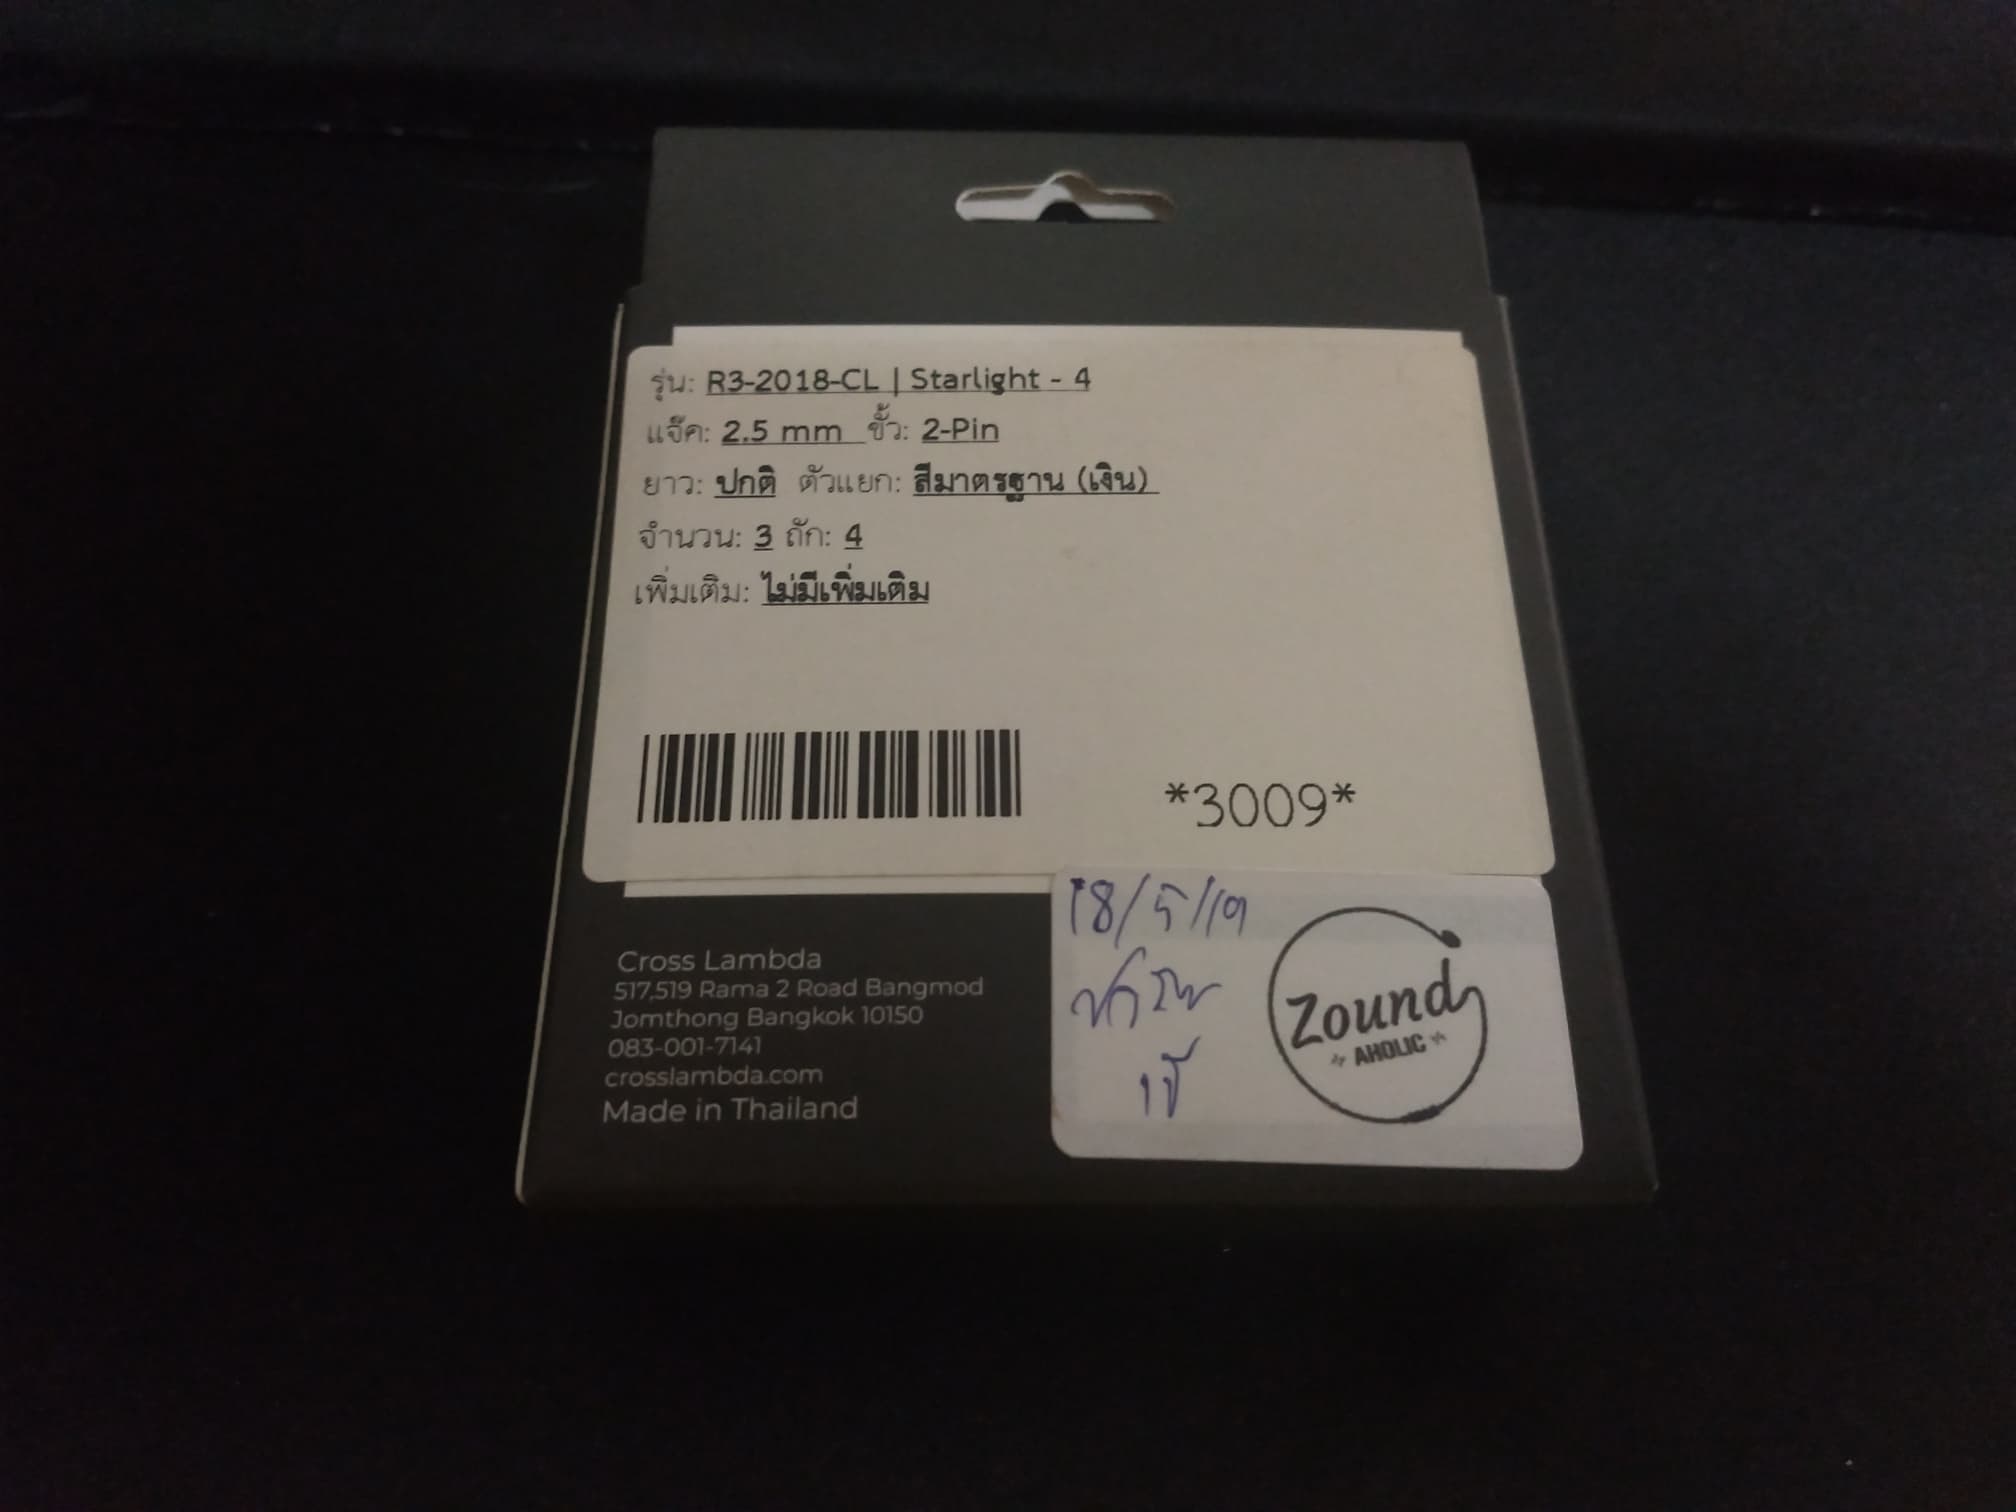 รุ่น: R3-2018-CL | Starlight - 4
แจ๊ค: 2.5 mm ขั้ว: 2-Pin
ยาว: ปกติ ตัวแยก: สีมาตรฐาน (เงิน)
จำนวน: 3 ถัก: 4
เพิ่มเติม: ไม่มีเพิ่มเติม
*3009*
Cross Lambda
517,519 Rama 2 Road Bangmod
Jomthong Bangkok 10150
083-001-7141
crosslambda.com
Made in Thailand
18/5/19
1ปี
Zound
AHOLIC